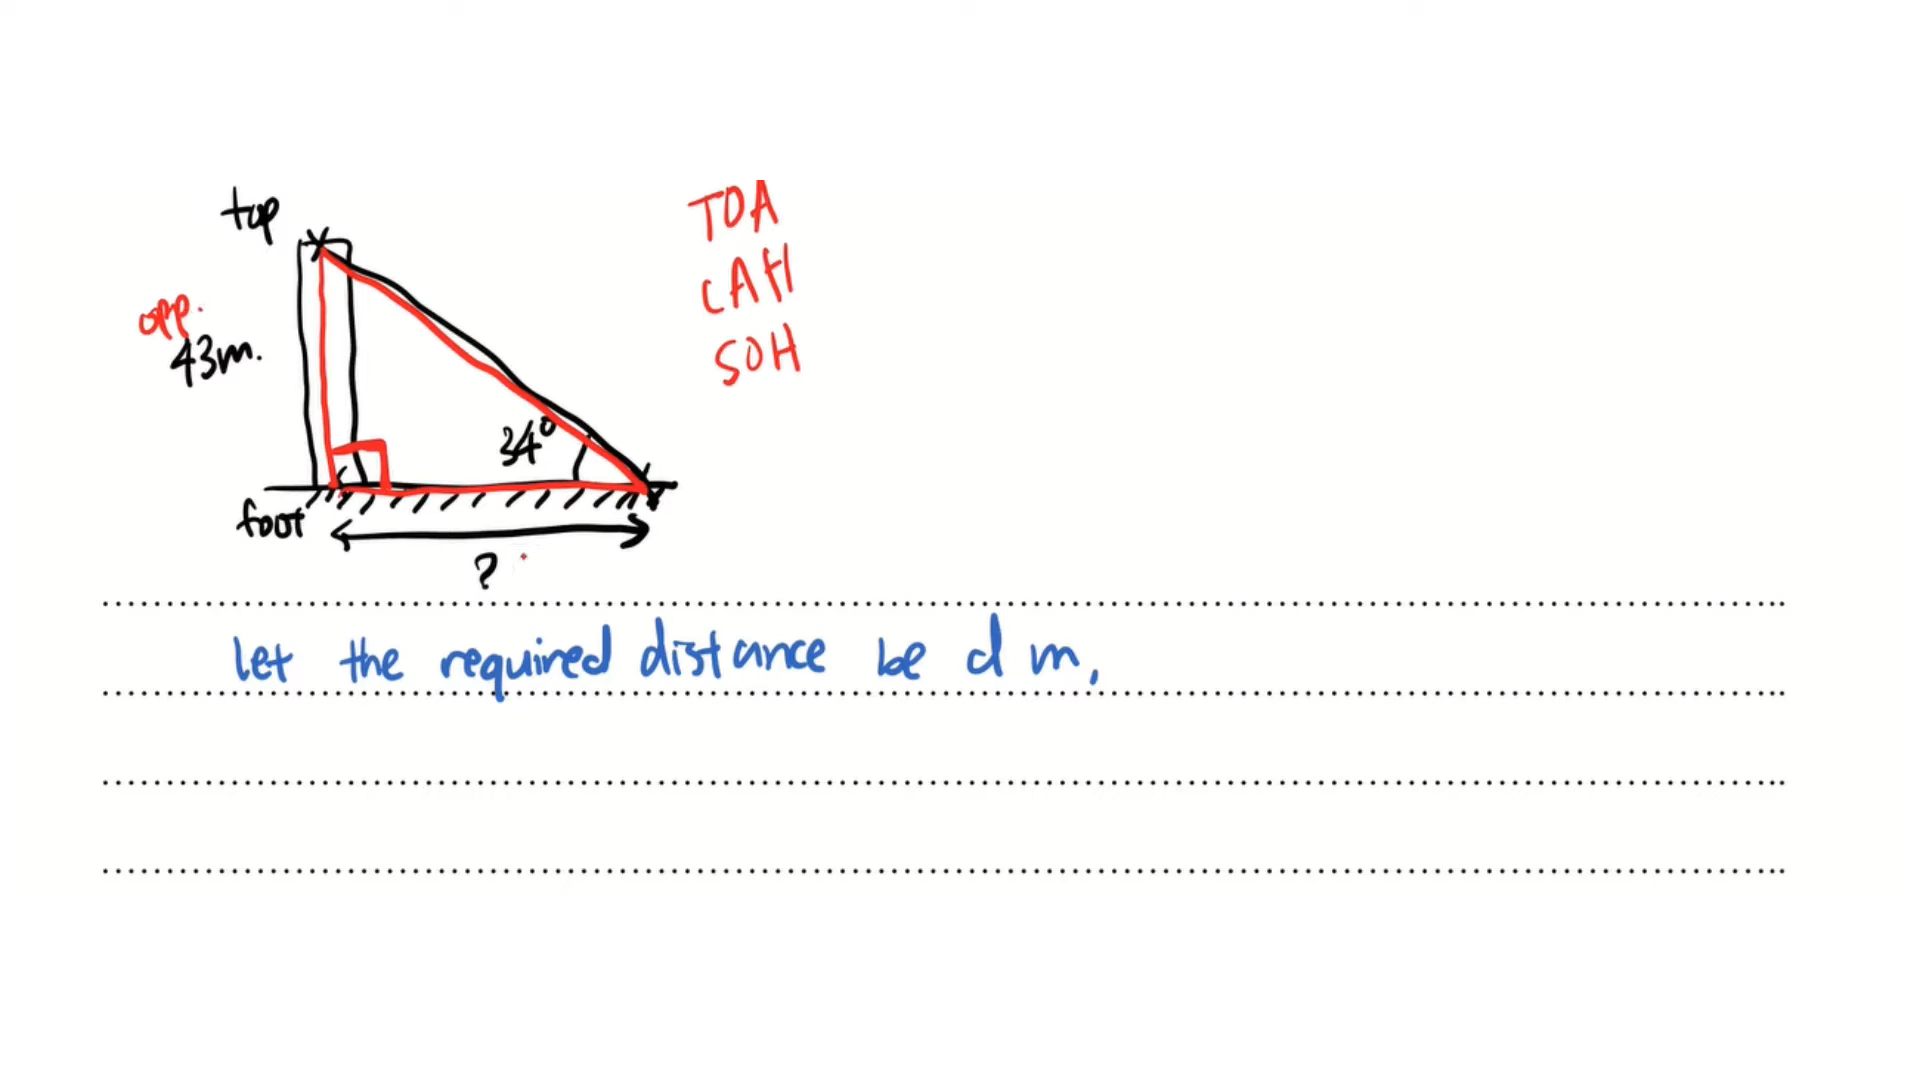 top
TOA
CAH
SOH
opp.
43m.
34°
foot
?
let the required distance be d m,